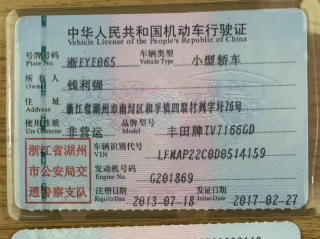 中华人民共和国机动车行驶证
Vehicle License of the People's Republic of China
号牌号码 浙EYE065 车辆类型 小型轿车
Plate No. Vehicle Type
所有人 钱利强
Owner
住址 浙江省湖州市南浔区和孚镇四联村列字圩76号
Address
使用性质 非营运 丰田牌TV7166GD
Use Character
浙江省湖州
市公安局交
通警察支队
车辆识别代号 LFMAP22C0D0514159
VIN
发动机号码 G201869
Engine No.
注册日期 2013-07-18 发证日期 2017-02-27
Register Date Issue Date